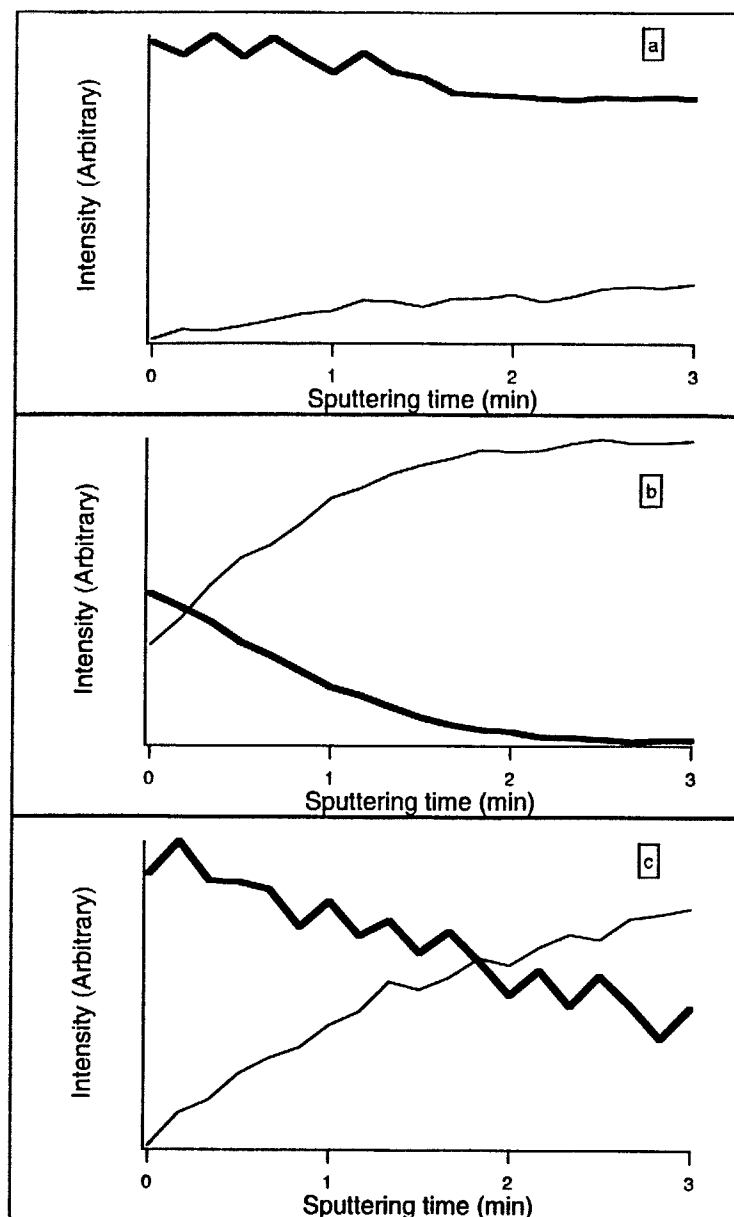 a
Intensity (Arbitrary)
0 1 2 3
Sputtering time (min)
b
Intensity (Arbitrary)
0 1 2 3
Sputtering time (min)
c
Intensity (Arbitrary)
0 1 2 3
Sputtering time (min)